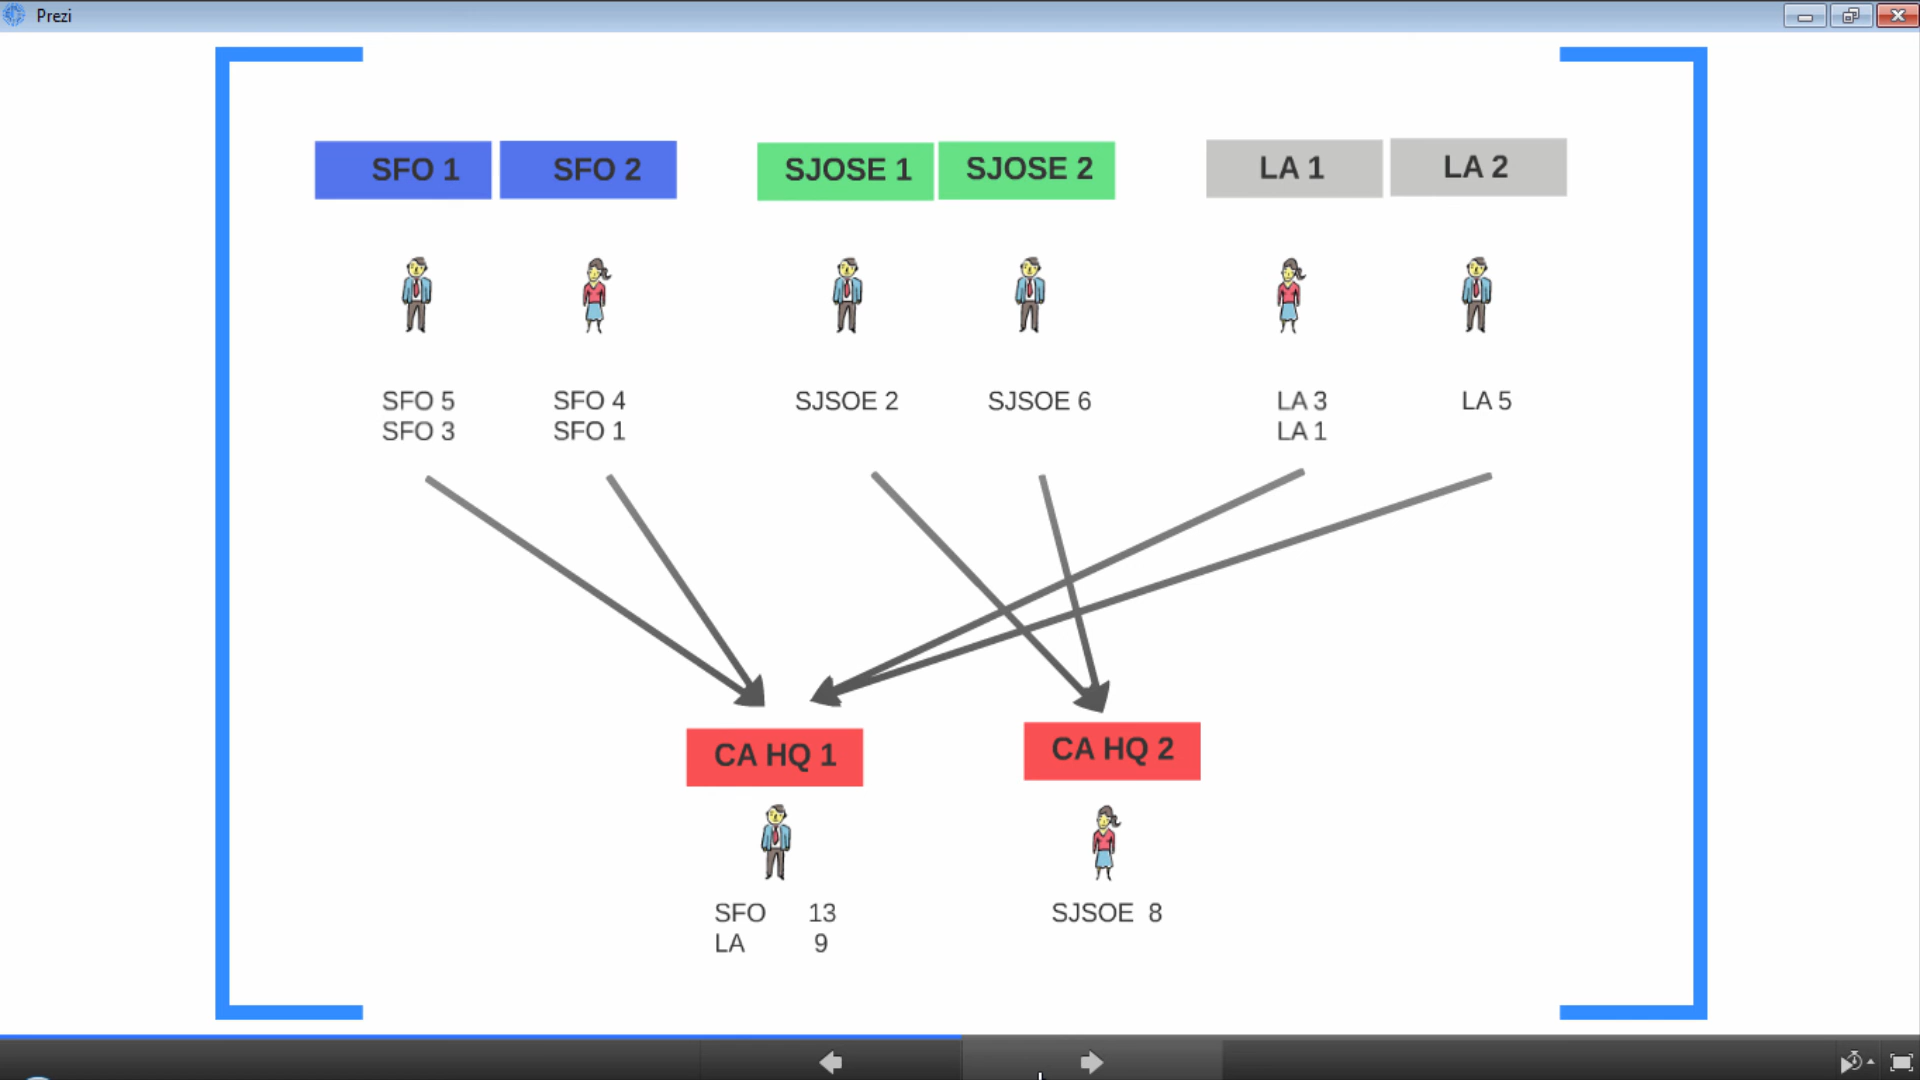 Prezi
SFO 1 SFO 2 SJOSE 1 SJOSE 2 LA 1 LA 2
SFO 5 SFO 4 SJSOE 2 SJSOE 6 LA 3 LA 5
SFO 3 SFO 1 LA 1
CA HQ 1 CA HQ 2
SFO 13 SJSOE 8
LA 9